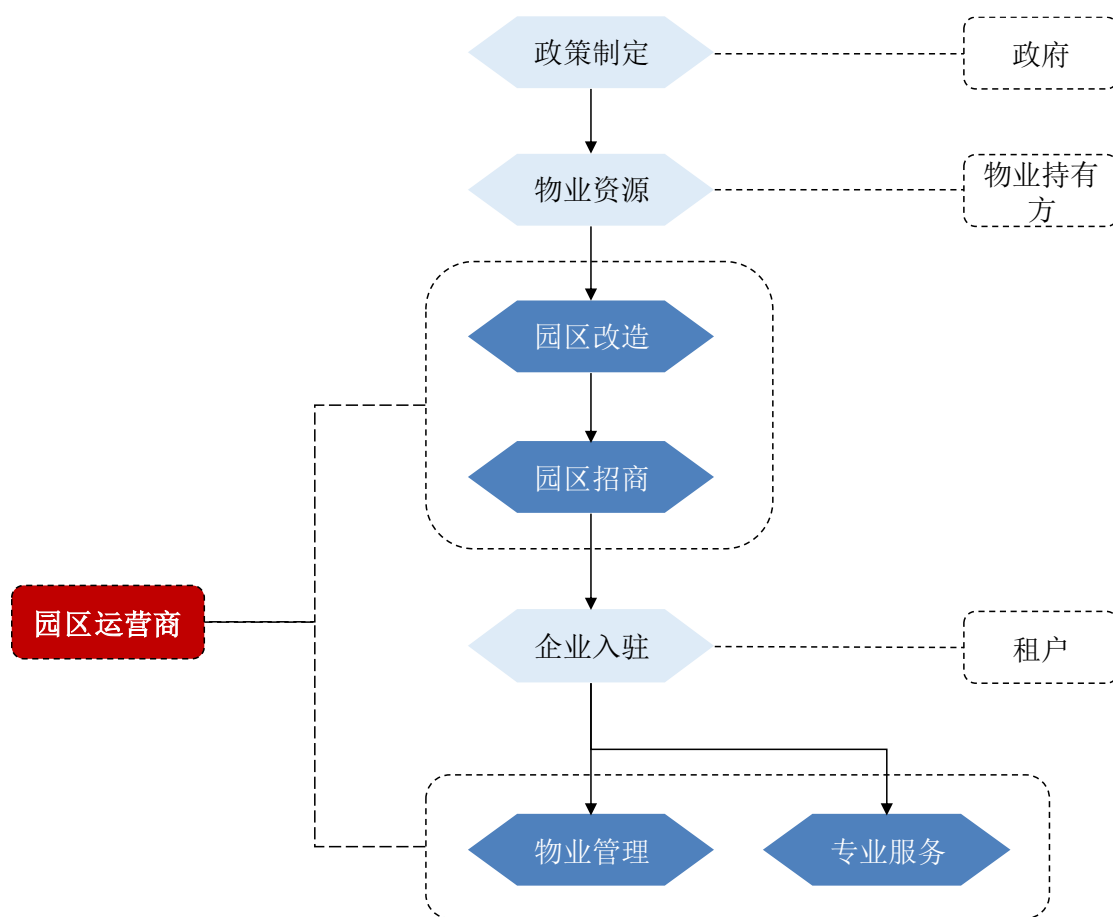 政策制定
政府
物业资源
物业持有
方
园区改造
园区招商
园区运营商
企业入驻
租户
物业管理
专业服务